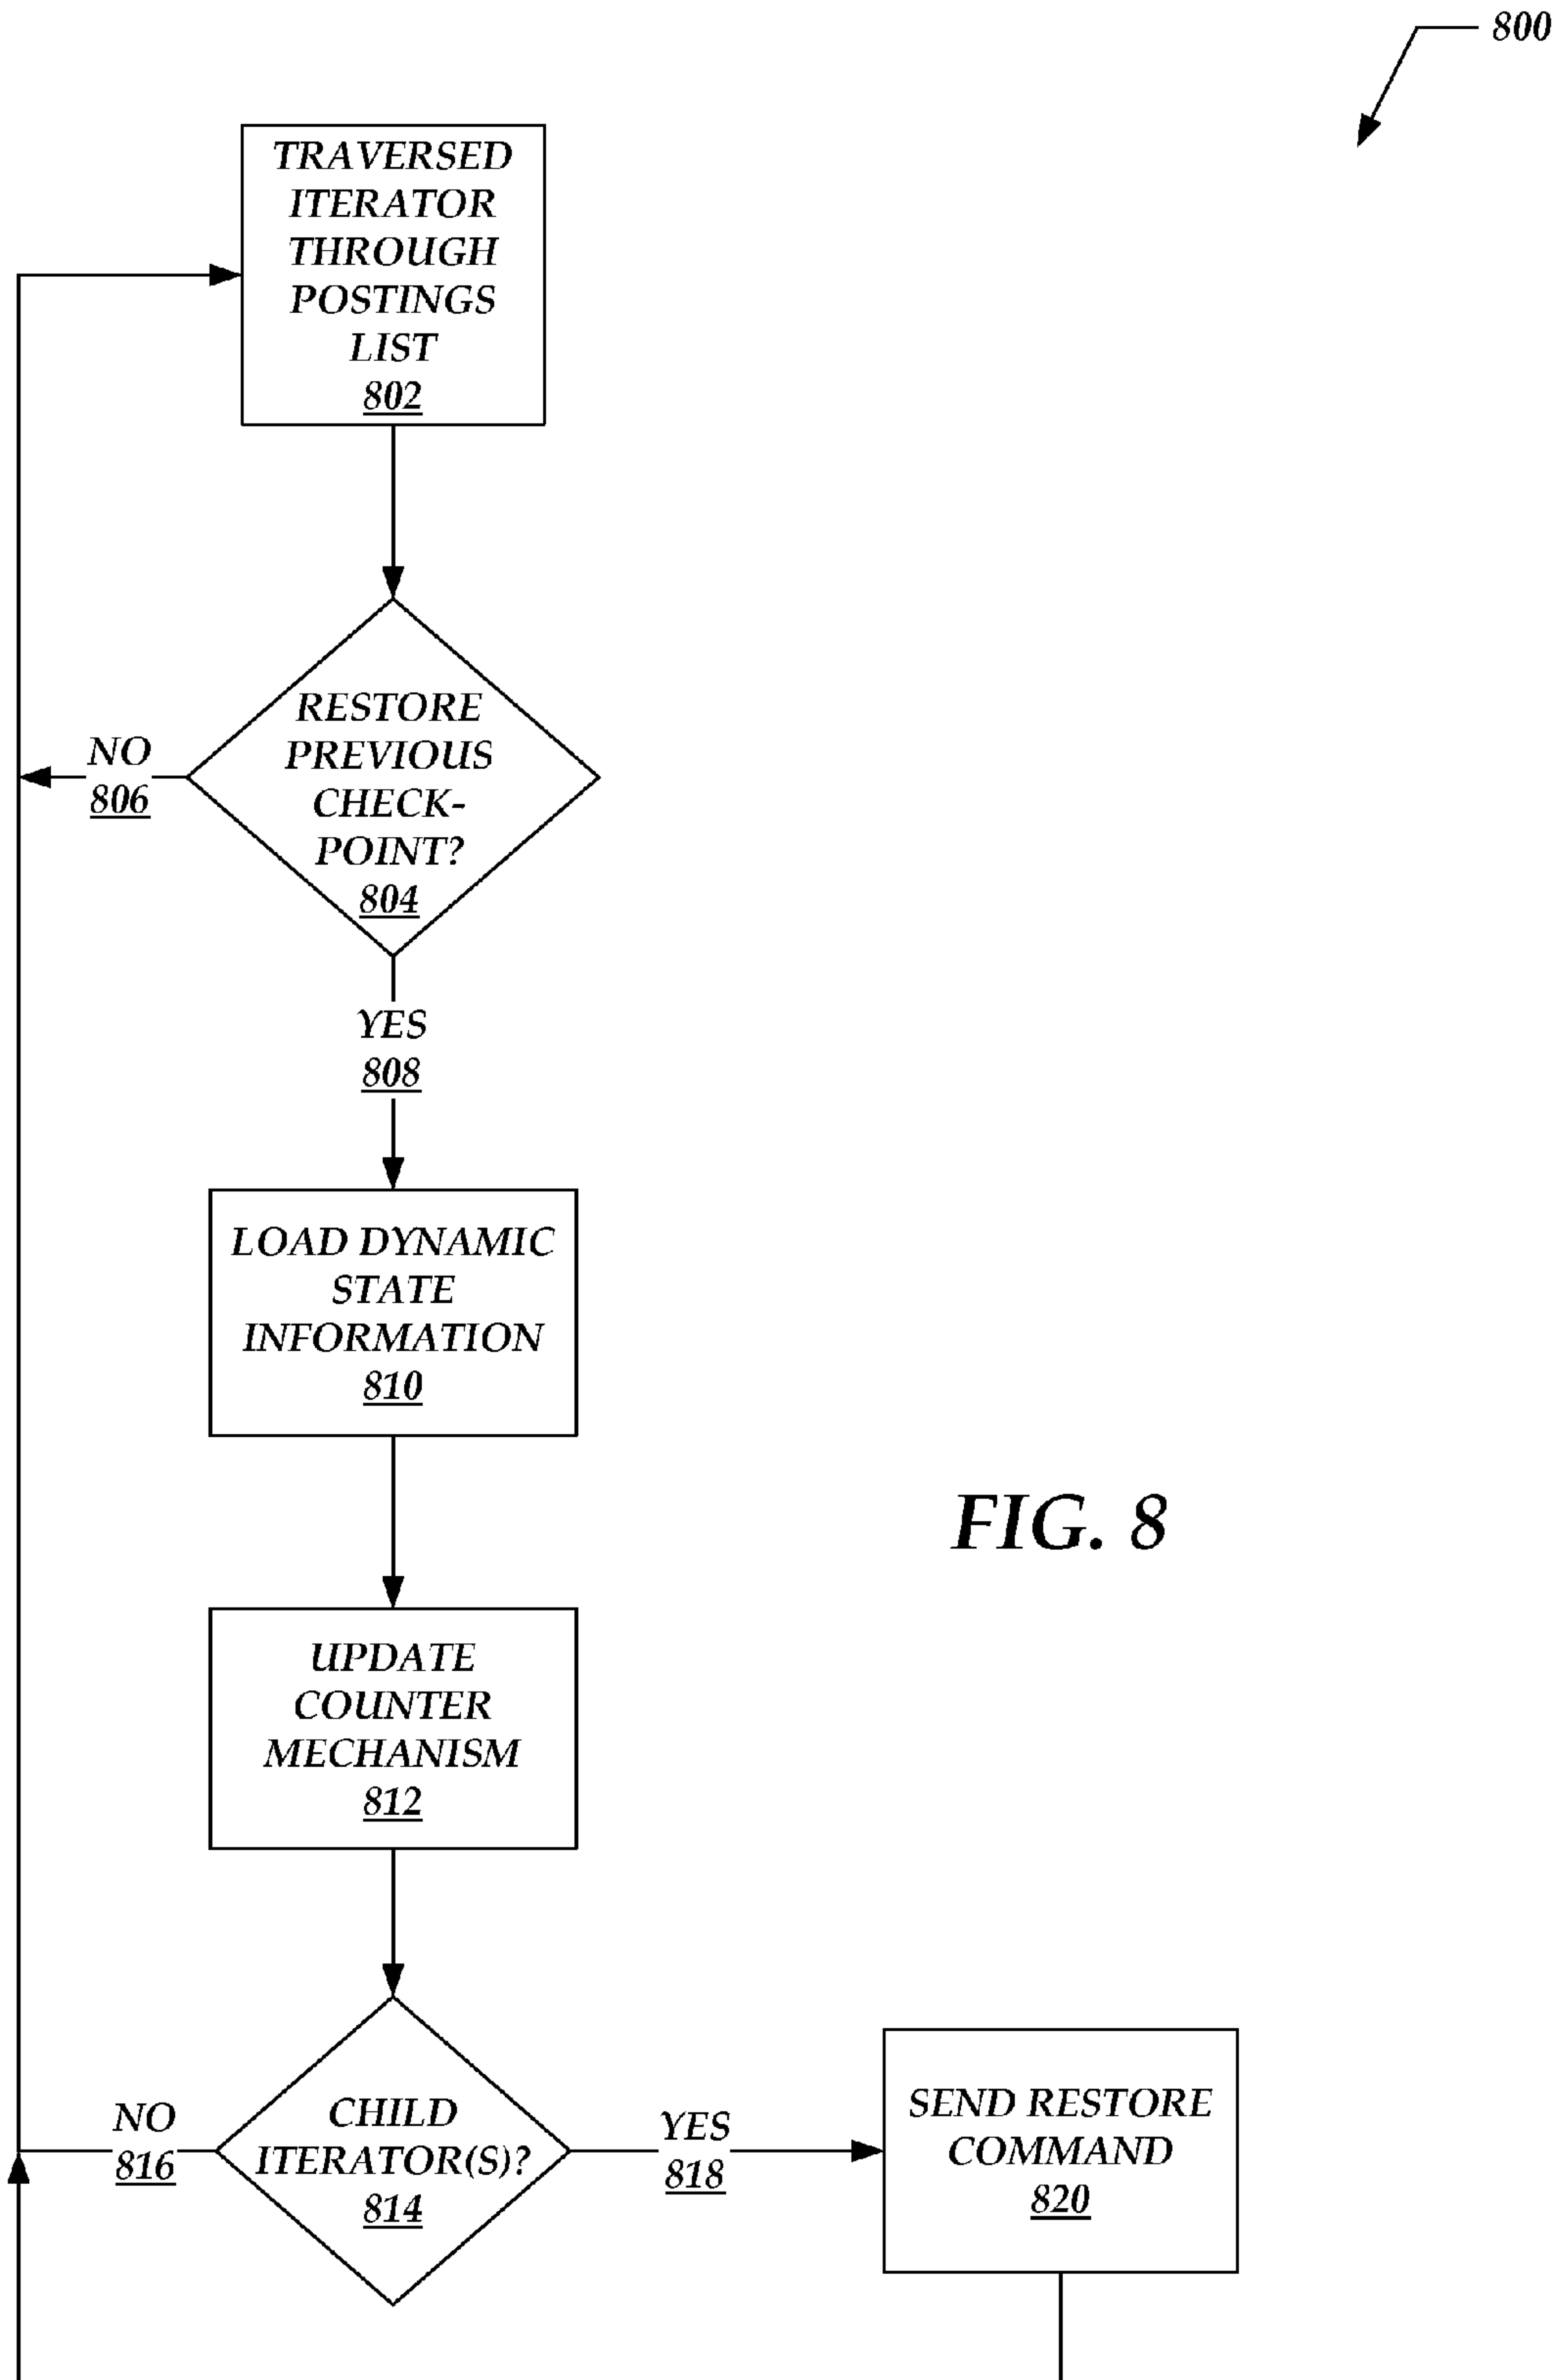 800
TRAVERSED
ITERATOR
THROUGH
POSTINGS
LIST
802
RESTORE
PREVIOUS
CHECK-
POINT?
804
NO
806
YES
808
LOAD DYNAMIC
STATE
INFORMATION
810
FIG. 8
UPDATE
COUNTER
MECHANISM
812
CHILD
ITERATOR(S)?
814
NO
816
YES
818
SEND RESTORE
COMMAND
820